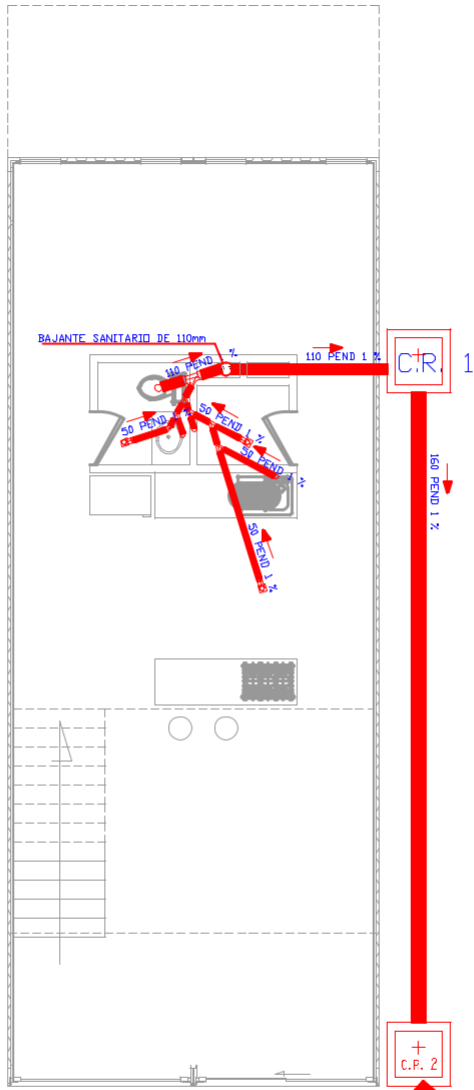 BAJANTE SANITARIO DE 110mm
110 PEND 1 %
C.R. 1
110 PEND %
50 PEND 1 %
50 PEND 1 %
50 PEND 1 %
160 PEND 1 %
50 PEND 1 %
C.R. 2